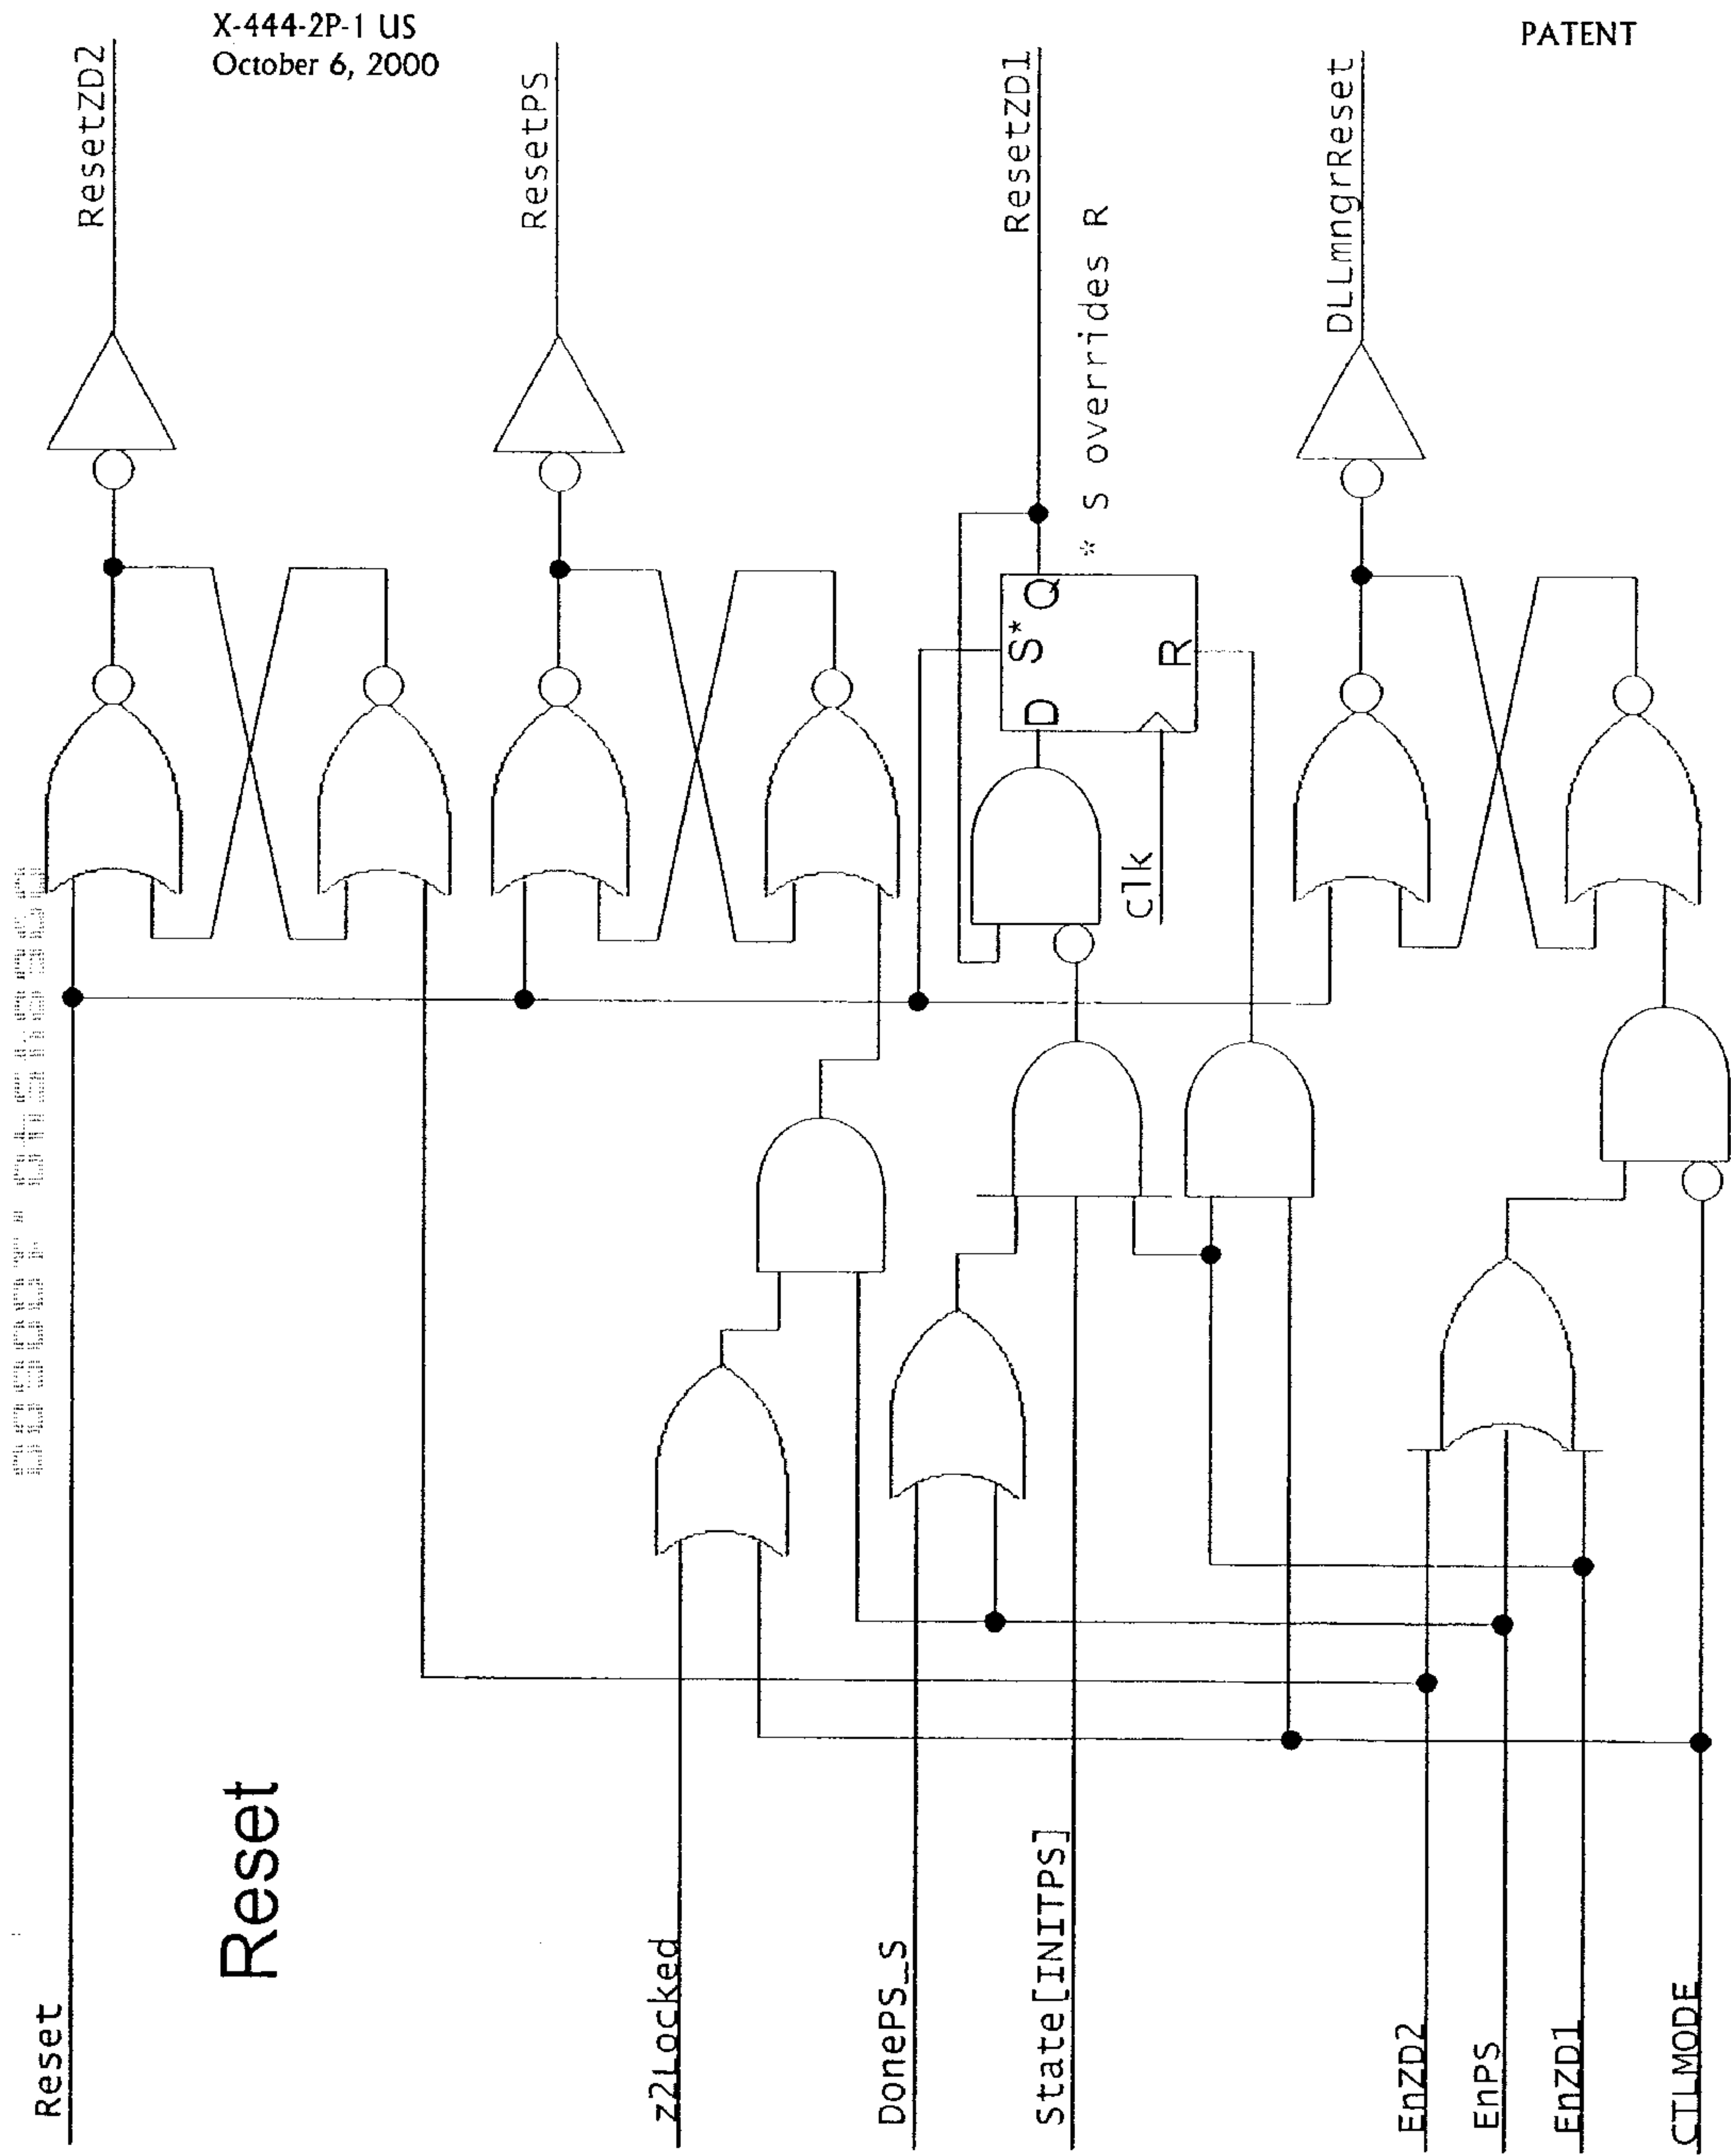 X-444-2P-1 US
October 6, 2000
PATENT
Reset
Reset
z2Locked
DonePS_S
State[INITPS]
EnZD2
EnPS
EnZD1
CTLMODE
Clk
D
S*
Q
R
* S overrides R
ResetZD2
ResetPS
ResetZD1
DLLmngrReset